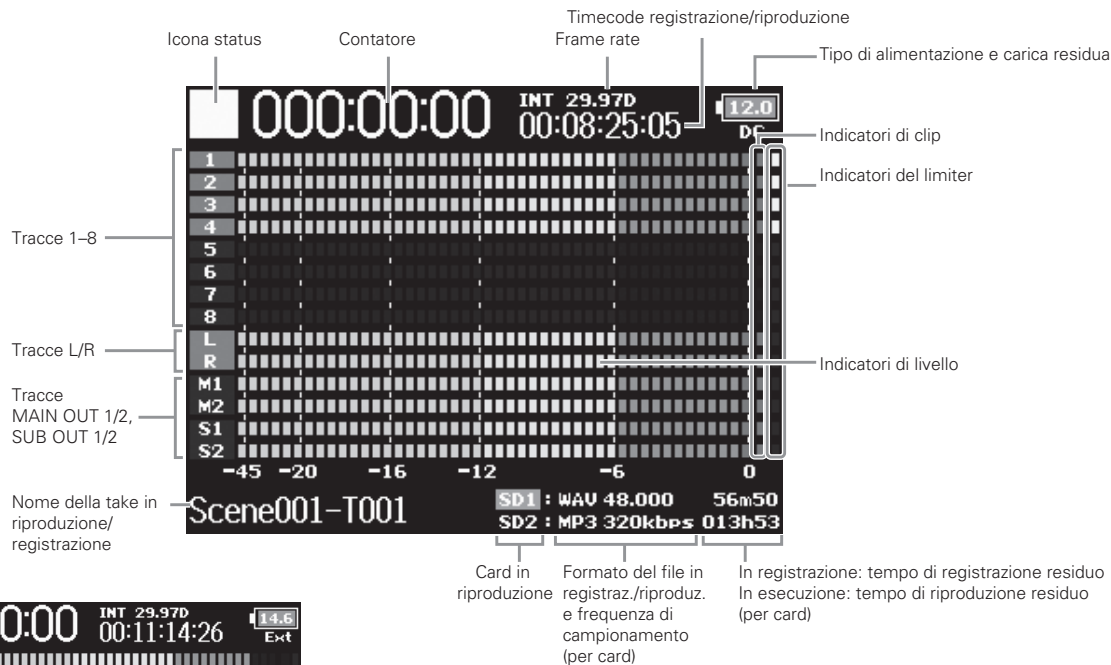 Timecode registrazione/riproduzione
Icona status
Contatore
Frame rate
Tipo di alimentazione e carica residua
000:00:00
INT 29.97D
00:08:25:05
12.0
DC
Indicatori di clip
Indicatori del limiter
1
2
3
4
5
6
7
8
L
R
M1
M2
S1
S2
Tracce 1–8
Tracce L/R
Indicatori di livello
Tracce
MAIN OUT 1/2,
SUB OUT 1/2
-45 -20 -16 -12 -6 0
Nome della take in
riproduzione/
registrazione
Scene001-T001
SD1 : WAV 48.000 56m50
SD2 : MP3 320kbps 013h53
Card in
riproduzione
Formato del file in
registraz./riproduz.
e frequenza di
campionamento
(per card)
In registrazione: tempo di registrazione residuo
In esecuzione: tempo di riproduzione residuo
(per card)
0:00
INT 29.97D
00:11:14:26
14.6
Ext